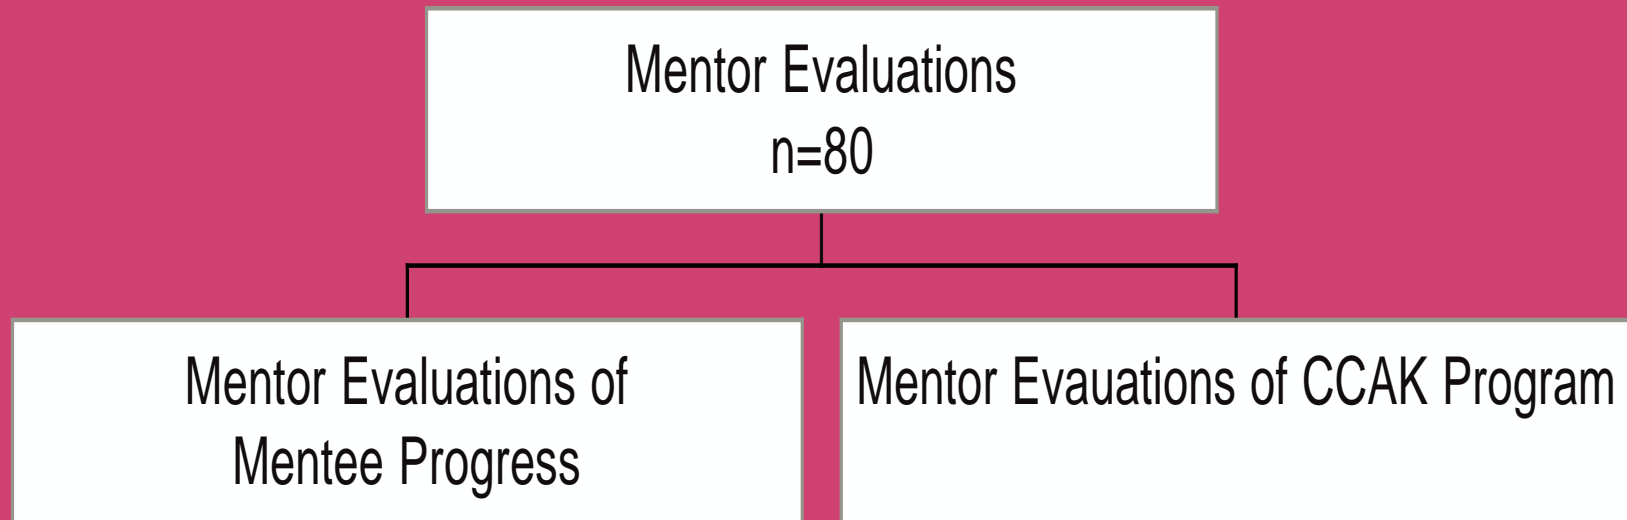 Mentor Evaluations
n=80
Mentor Evaluations of
Mentee Progress
Mentor Evauations of CCAK Program